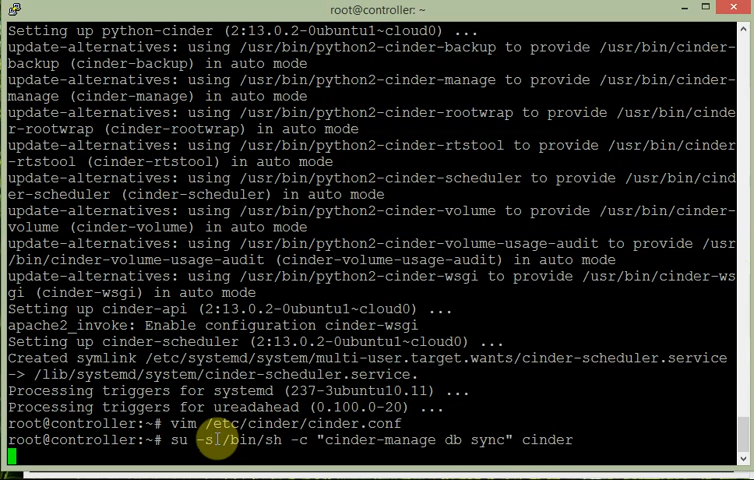 root@controller: ~
Setting up python-cinder (2:13.0.2-0ubuntu1~cloud0) ...
update-alternatives: using /usr/bin/python2-cinder-backup to provide /usr/bin/cinder-
backup (cinder-backup) in auto mode
update-alternatives: using /usr/bin/python2-cinder-manage to provide /usr/bin/cinder-
manage (cinder-manage) in auto mode
update-alternatives: using /usr/bin/python2-cinder-rootwrap to provide /usr/bin/cinde
r-rootwrap (cinder-rootwrap) in auto mode
update-alternatives: using /usr/bin/python2-cinder-rtstool to provide /usr/bin/cinder
-rtstool (cinder-rtstool) in auto mode
update-alternatives: using /usr/bin/python2-cinder-scheduler to provide /usr/bin/cind
er-scheduler (cinder-scheduler) in auto mode
update-alternatives: using /usr/bin/python2-cinder-volume to provide /usr/bin/cinder-
volume (cinder-volume) in auto mode
update-alternatives: using /usr/bin/python2-cinder-volume-usage-audit to provide /usr
/bin/cinder-volume-usage-audit (cinder-volume-usage-audit) in auto mode
update-alternatives: using /usr/bin/python2-cinder-wsgi to provide /usr/bin/cinder-ws
gi (cinder-wsgi) in auto mode
Setting up cinder-api (2:13.0.2-0ubuntu1~cloud0) ...
apache2_invoke: Enable configuration cinder-wsgi
Setting up cinder-scheduler (2:13.0.2-0ubuntu1~cloud0) ...
Created symlink /etc/systemd/system/multi-user.target.wants/cinder-scheduler.service
-> /lib/systemd/system/cinder-scheduler.service.
Processing triggers for systemd (237-3ubuntu10.11) ...
Processing triggers for ureadahead (0.100.0-20) ...
root@controller:~# vim /etc/cinder/cinder.conf
root@controller:~# su -s /bin/sh -c "cinder-manage db sync" cinder